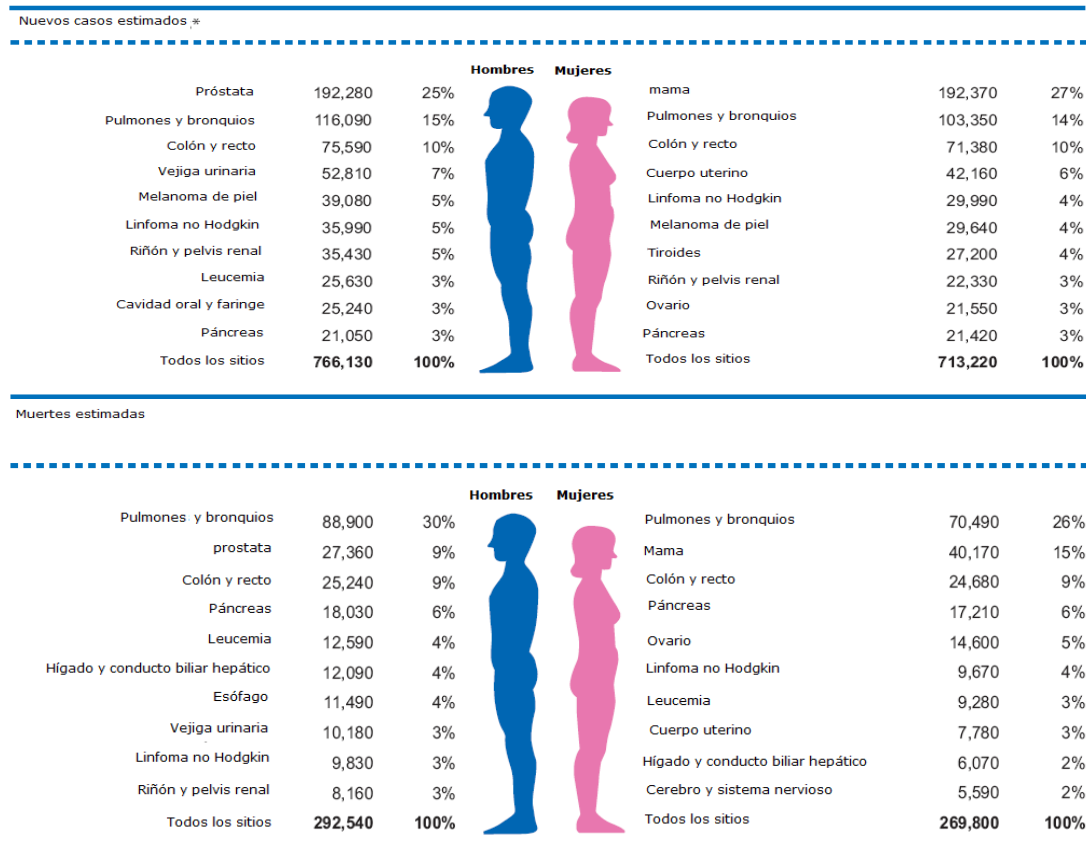 Nuevos casos estimados *
Hombres Mujeres
Próstata 192,280 25% mama 192,370 27%
Pulmones y bronquios 116,090 15% Pulmones y bronquios 103,350 14%
Colón y recto 75,590 10% Colón y recto 71,380 10%
Vejiga urinaria 52,810 7% Cuerpo uterino 42,160 6%
Melanoma de piel 39,080 5% Linfoma no Hodgkin 29,990 4%
Linfoma no Hodgkin 35,990 5% Melanoma de piel 29,640 4%
Riñón y pelvis renal 35,430 5% Tiroides 27,200 4%
Leucemia 25,630 3% Riñón y pelvis renal 22,330 3%
Cavidad oral y faringe 25,240 3% Ovario 21,550 3%
Páncreas 21,050 3% Páncreas 21,420 3%
Todos los sitios 766,130 100% Todos los sitios 713,220 100%
Muertes estimadas
Hombres Mujeres
Pulmones y bronquios 88,900 30% Pulmones y bronquios 70,490 26%
prostata 27,360 9% Mama 40,170 15%
Colón y recto 25,240 9% Colón y recto 24,680 9%
Páncreas 18,030 6% Páncreas 17,210 6%
Leucemia 12,590 4% Ovario 14,600 5%
Hígado y conducto biliar hepático 12,090 4% Linfoma no Hodgkin 9,670 4%
Esófago 11,490 4% Leucemia 9,280 3%
Vejiga urinaria 10,180 3% Cuerpo uterino 7,780 3%
Linfoma no Hodgkin 9,830 3% Hígado y conducto biliar hepático 6,070 2%
Riñón y pelvis renal 8,160 3% Cerebro y sistema nervioso 5,590 2%
Todos los sitios 292,540 100% Todos los sitios 269,800 100%